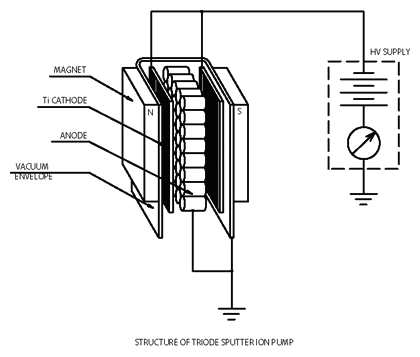 HV SUPPLY
MAGNET
Ti CATHODE
N
S
ANODE
VACUUM
ENVELOPE
STRUCTURE OF TRIODE SPUTTER ION PUMP